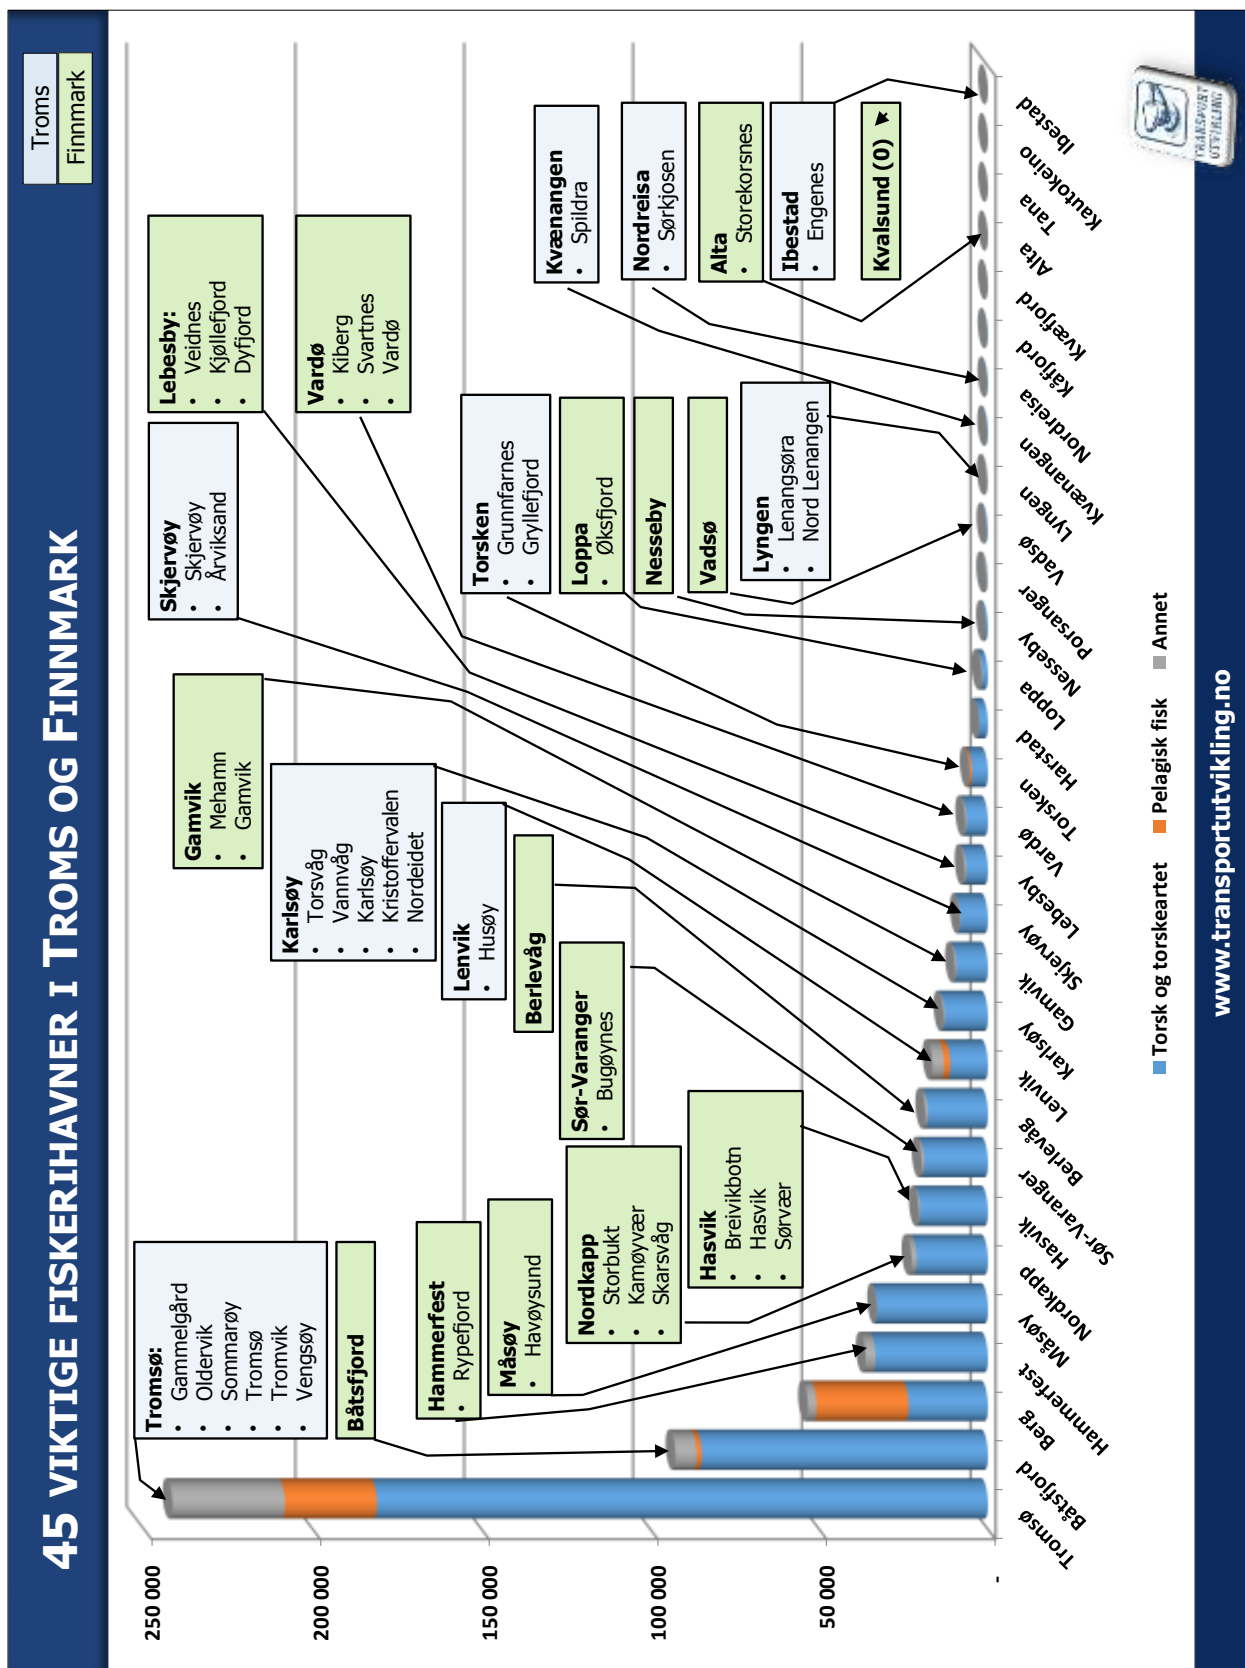 45 VIKTIGE FISKERIHAVNER I TROMS OG FINNMARK
Troms
Finnmark
250 000
200 000
150 000
100 000
50 000
-
Tromsø:
• Gammelgård
• Oldervik
• Sommarøy
• Tromsø
• Tromvik
• Vengsøy
Båtsfjord
Hammerfest
• Rypefjord
Måsøy
• Havøysund
Nordkapp
• Storbukt
• Kamøyvær
• Skarsvåg
Hasvik
• Breivikbotn
• Hasvik
• Sørvær
Sør-Varanger
• Bugøynes
Berlevåg
Lenvik
• Husøy
Karlsøy
• Torsvåg
• Vannvåg
• Karlsøy
• Kristoffervalen
• Nordeidet
Gamvik
• Mehamn
• Gamvik
Skjervøy
• Skjervøy
• Årviksand
Lebesby:
• Veidnes
• Kjøllefjord
• Dyfjord
Vardø
• Kiberg
• Svartnes
• Vardø
Torsken
• Grunnfarnes
• Gryllefjord
Loppa
• Øksfjord
Nesseby
Vadsø
Lyngen
• Lenangsøra
• Nord Lenangen
Kvænangen
• Spildra
Nordreisa
• Sørkjosen
Alta
• Storekorsnes
Ibestad
• Engenes
Kvalsund (0)
Tromsø
Båtsfjord
Berg
Hammerfest
Måsøy
Nordkapp
Hasvik
Sør-Varanger
Berlevåg
Lenvik
Karlsøy
Gamvik
Skjervøy
Lebesby
Vardø
Torsken
Harstad
Loppa
Nesseby
Porsanger
Vadsø
Lyngen
Kvænangen
Nordreisa
Kåfjord
Kvæfjord
Alta
Tana
Kautokeino
Ibestad
Torsk og torskeartet
Pelagisk fisk
Annet
TRANSPORT
UTVIKLING
www.transportutvikling.no